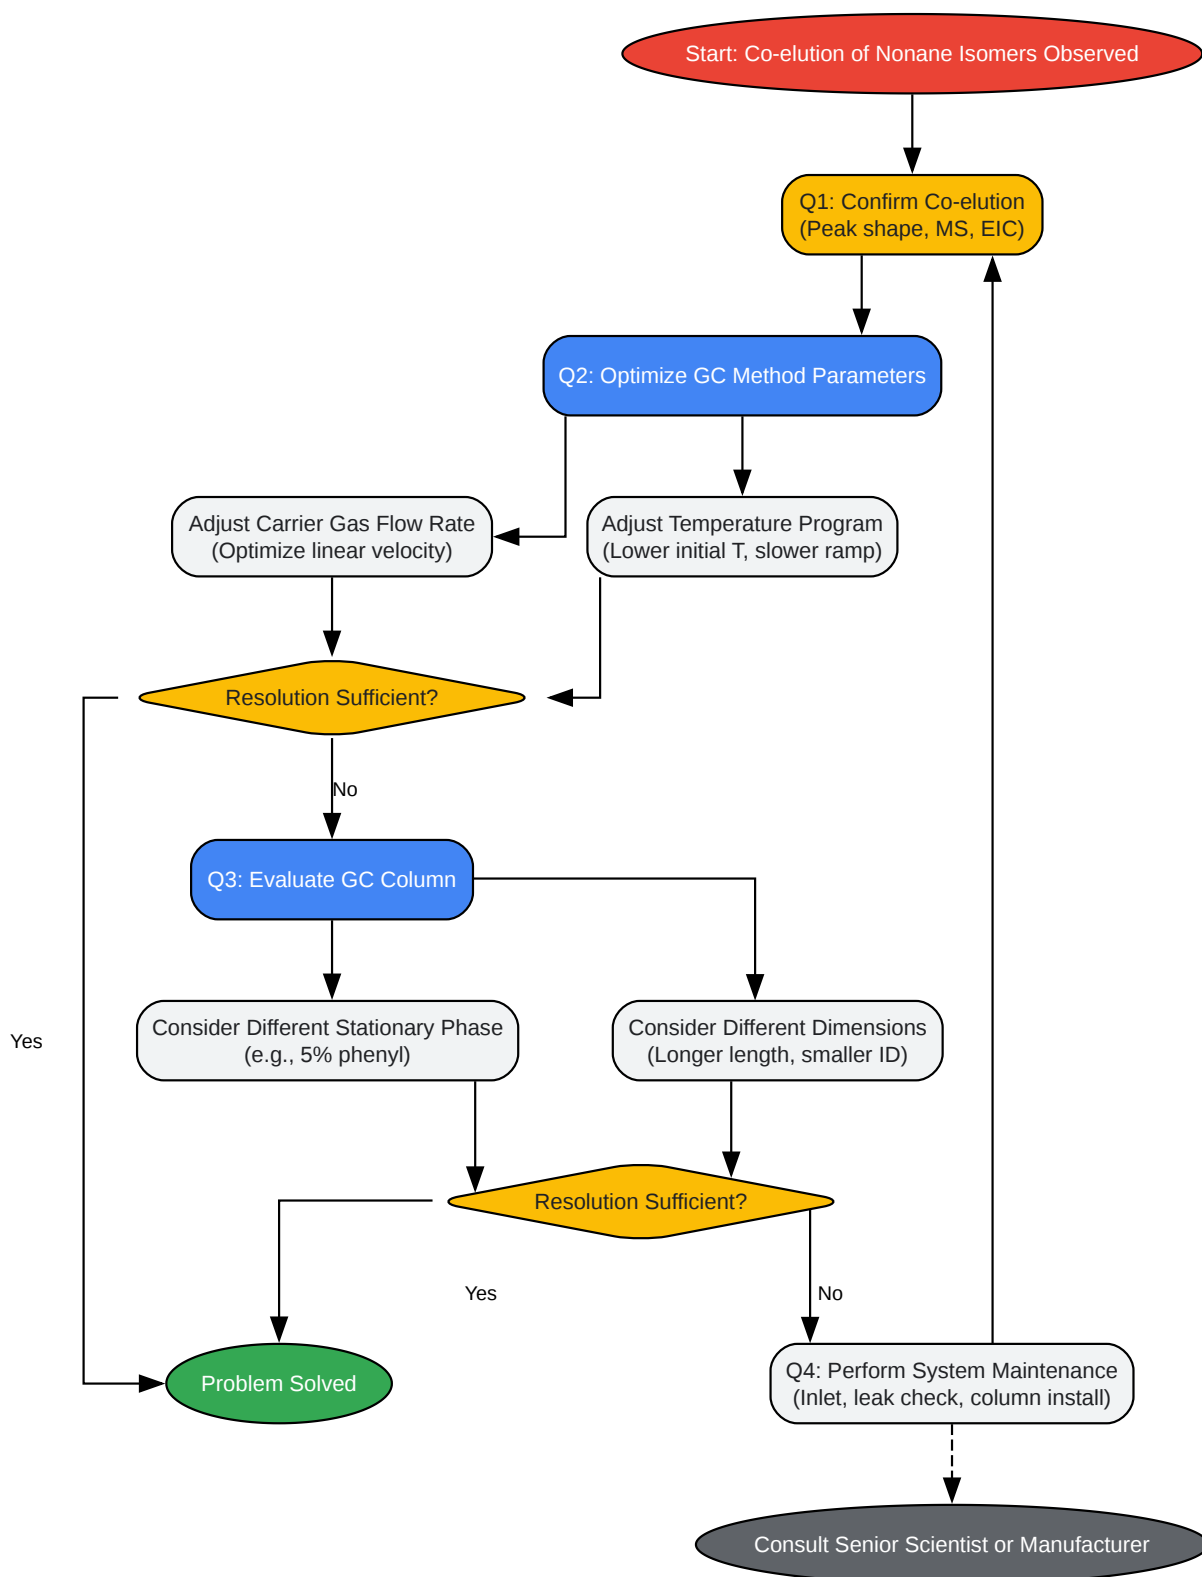 Start: Co-elution of Nonane Isomers Observed
Q1: Confirm Co-elution
(Peak shape, MS, EIC)
Q2: Optimize GC Method Parameters
Adjust Carrier Gas Flow Rate
(Optimize linear velocity)
Adjust Temperature Program
(Lower initial T, slower ramp)
Resolution Sufficient?
No
Q3: Evaluate GC Column
Consider Different Stationary Phase
(e.g., 5% phenyl)
Consider Different Dimensions
(Longer length, smaller ID)
Yes
Resolution Sufficient?
Yes
No
Problem Solved
Q4: Perform System Maintenance
(Inlet, leak check, column install)
Consult Senior Scientist or Manufacturer